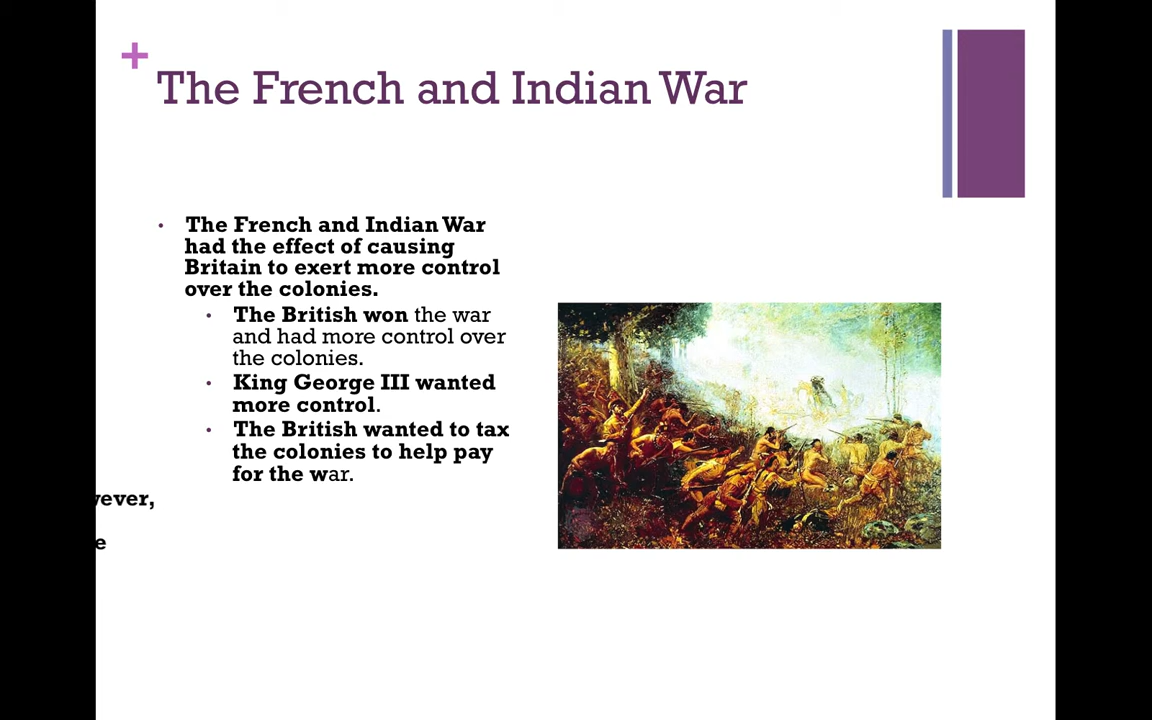 +
The French and Indian War
• The French and Indian War
had the effect of causing
Britain to exert more control
over the colonies.
• The British won the war
and had more control over
the colonies.
• King George III wanted
more control.
• The British wanted to tax
the colonies to help pay
for the war.
vever,
e